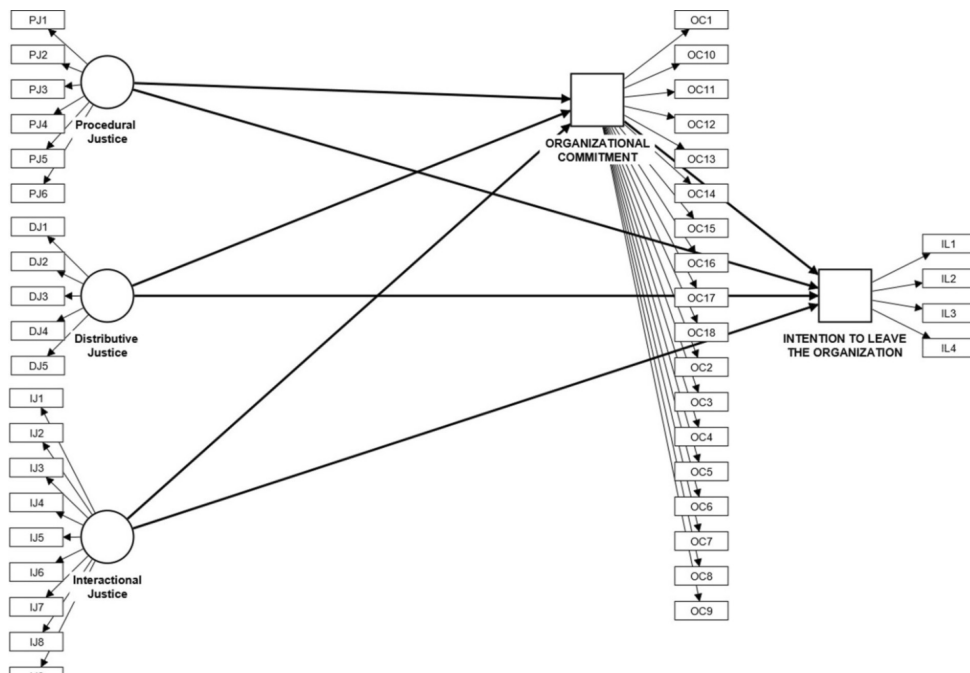 PJ1
PJ2
PJ3
PJ4
PJ5
PJ6
Procedural
Justice
DJ1
DJ2
DJ3
DJ4
DJ5
Distributive
Justice
IJ1
IJ2
IJ3
IJ4
IJ5
IJ6
IJ7
IJ8
Interactional
Justice
ORGANIZATIONAL
COMMITMENT
OC1
OC10
OC11
OC12
OC13
OC14
OC15
OC16
OC17
OC18
OC2
OC3
OC4
OC5
OC6
OC7
OC8
OC9
INTENTION TO LEAVE
THE ORGANIZATION
IL1
IL2
IL3
IL4